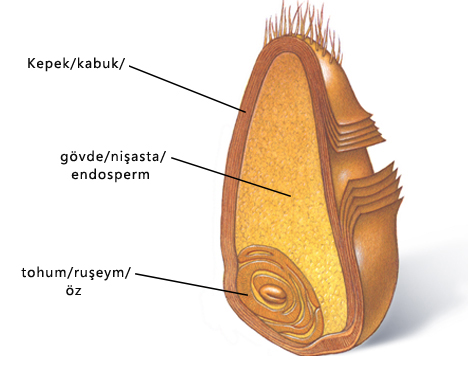 Kepek/kabuk/
gövde/nişasta/
endosperm
tohum/ruşeym/
öz